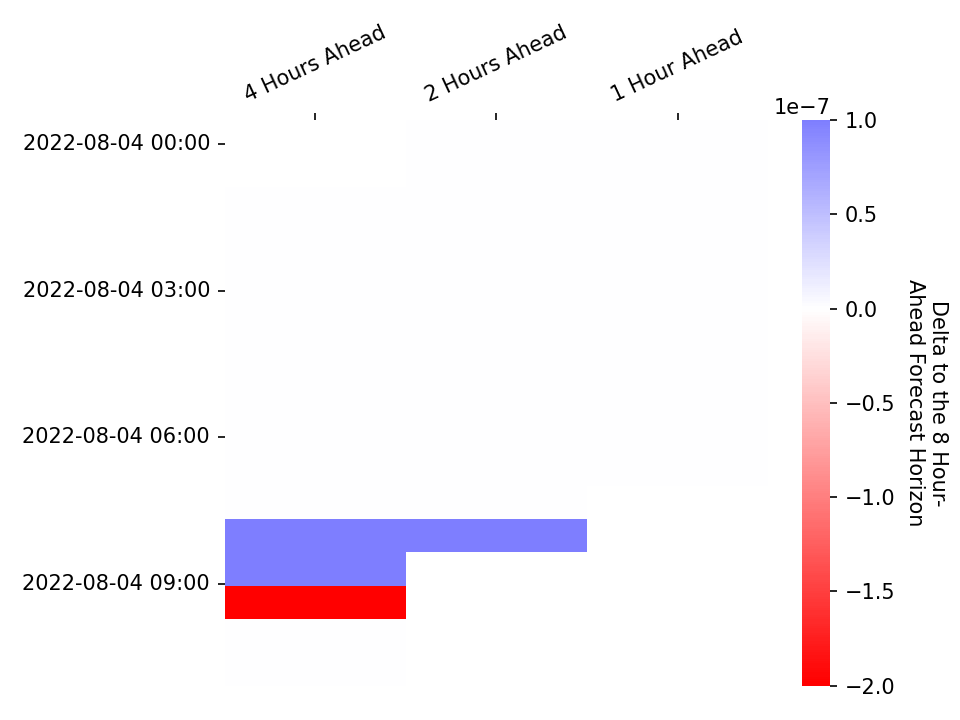 4 Hours Ahead
2 Hours Ahead
1 Hour Ahead
2022-08-04 00:00
2022-08-04 03:00
2022-08-04 06:00
2022-08-04 09:00
1e−7
1.0
0.5
0.0
−0.5
−1.0
−1.5
−2.0
Delta to the 8 Hour-
Ahead Forecast Horizon